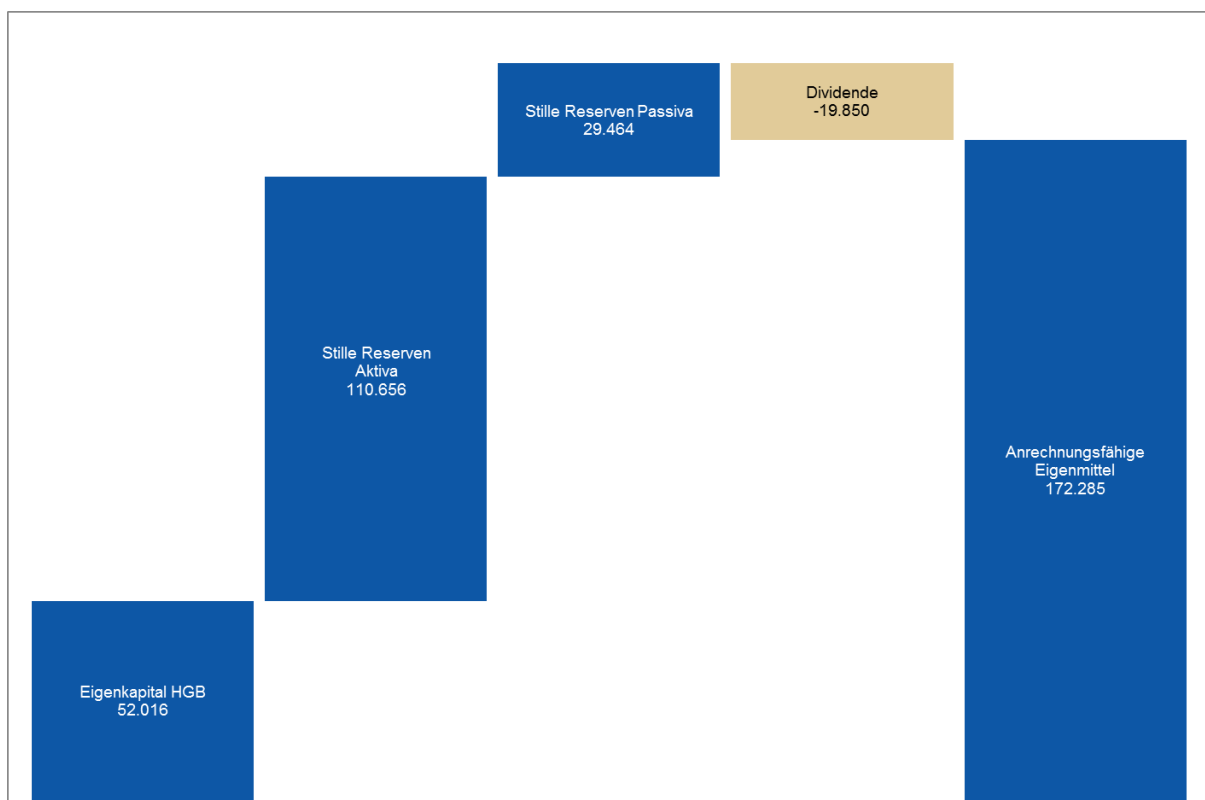 Stille Reserven Passiva
29.464
Dividende
-19.850
Stille Reserven
Aktiva
110.656
Anrechnungsfähige
Eigenmittel
172.285
Eigenkapital HGB
52.016